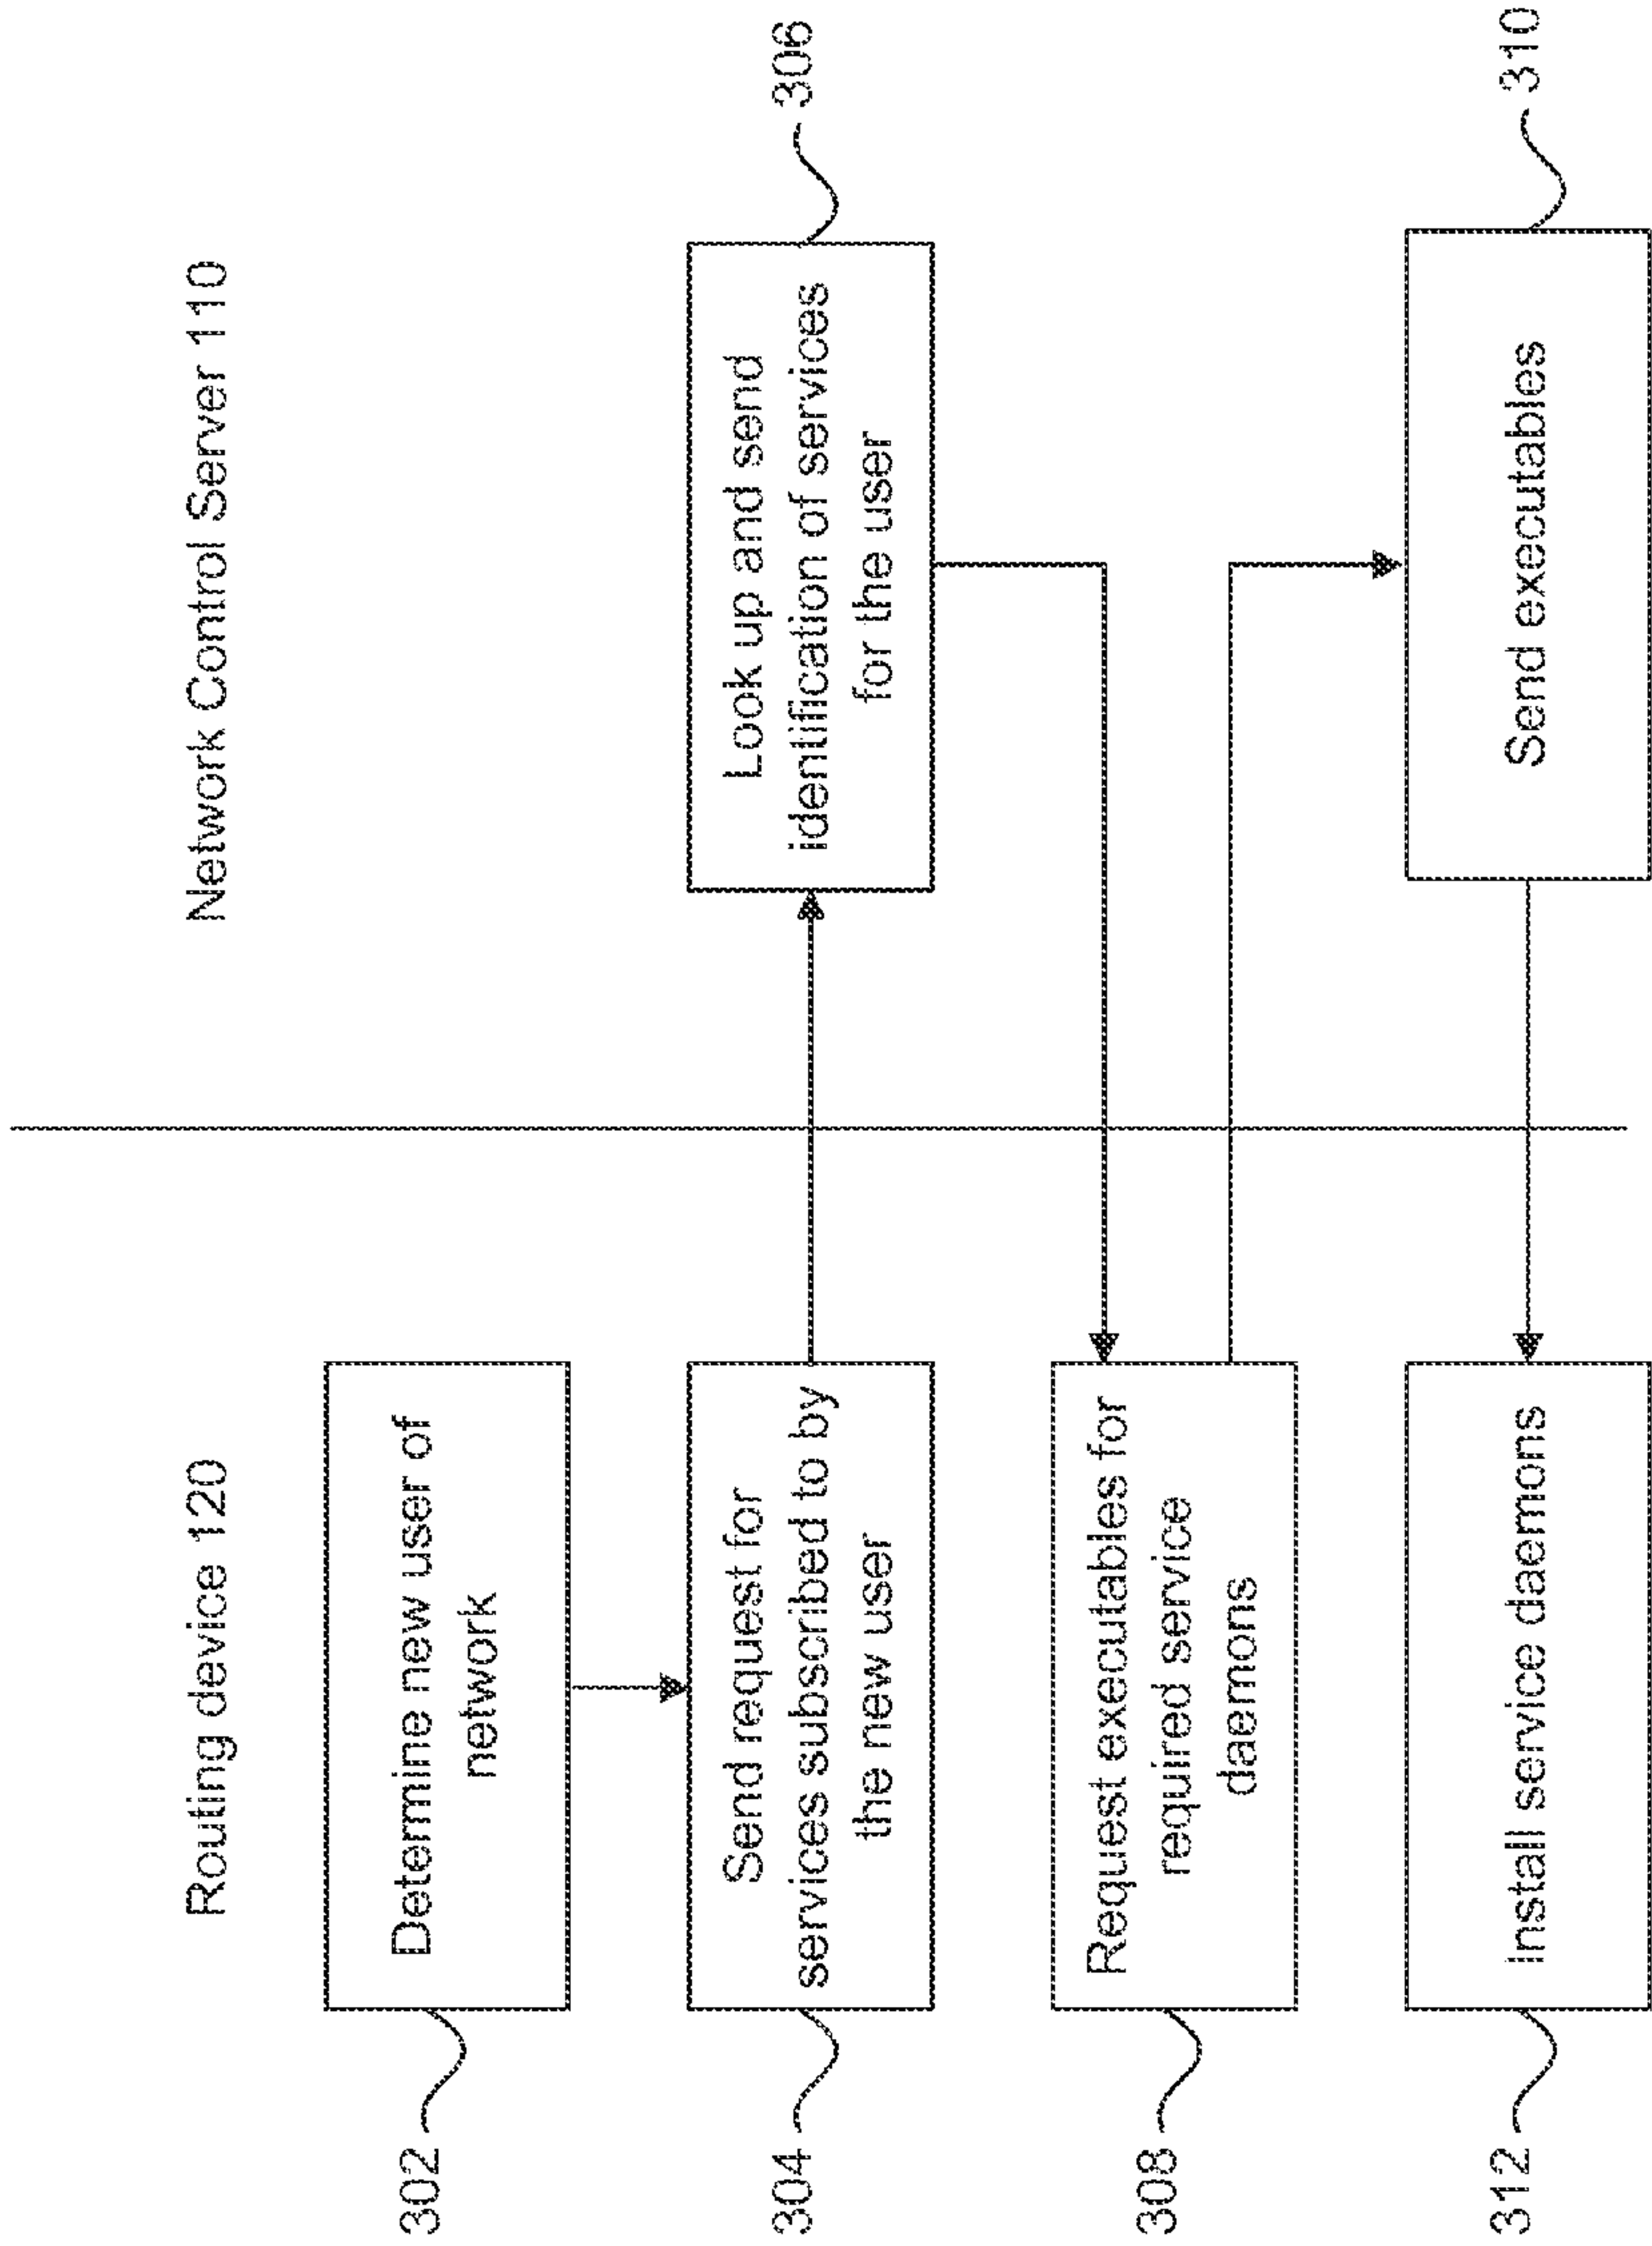 Routing device 120
Network Control Server 110
302
Determine new user of
network
304
Send request for
services subscribed to by
the new user
Look up and send
identification of services
for the user
306
308
Request executables for
required service
daemons
Send executables
310
312
Install service daemons